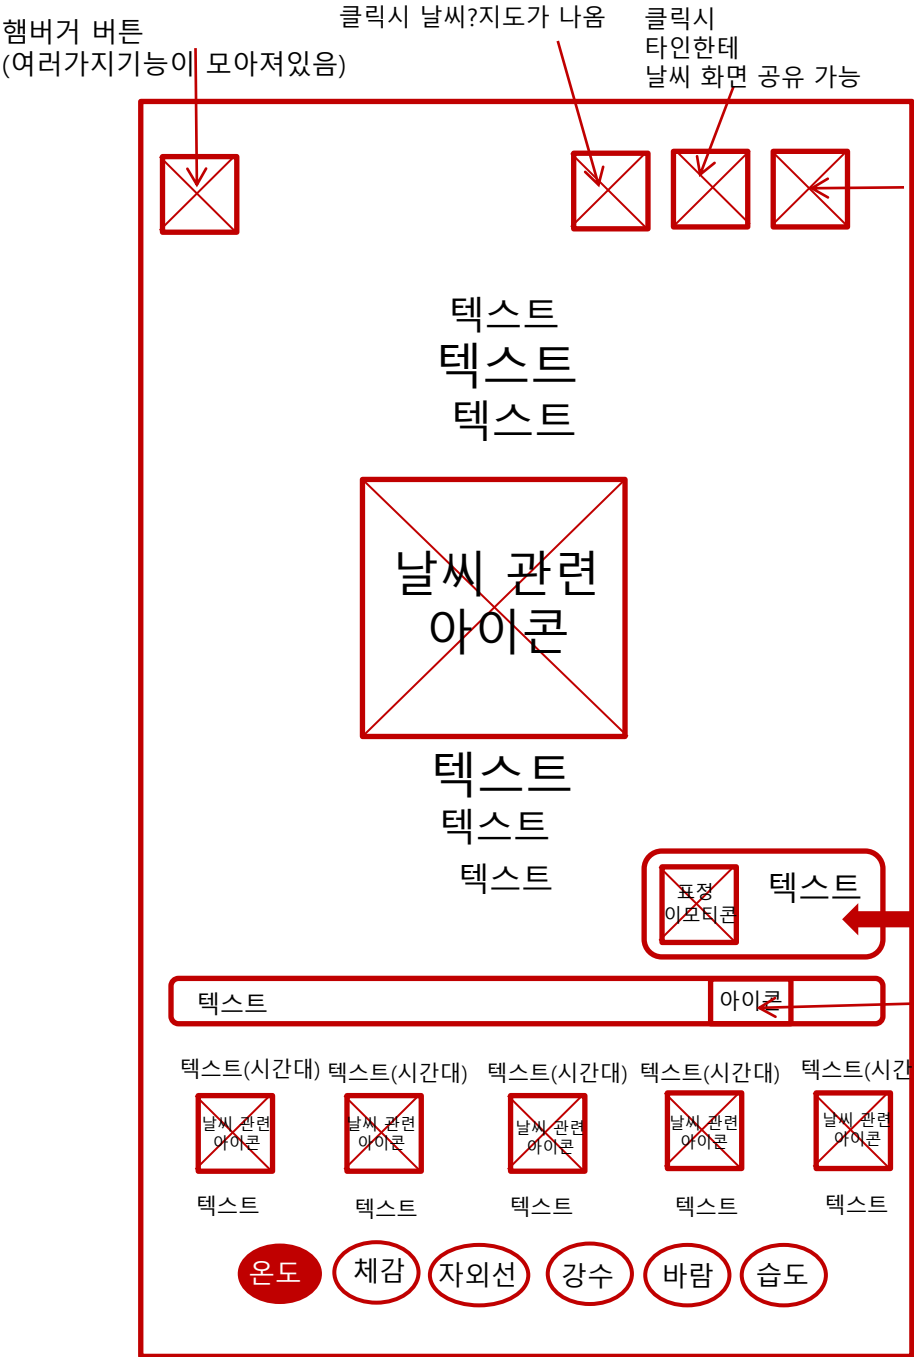 햄버거 버튼
(여러가지기능이 모아져있음)
클릭시 날씨?지도가 나옴
클릭시
타인한테
날씨 화면 공유 가능
텍스트
텍스트
텍스트
날씨 관련
아이콘
텍스트
텍스트
텍스트
표정
이모티콘
텍스트
텍스트
아이콘
텍스트(시간대)
텍스트(시간대)
텍스트(시간대)
텍스트(시간대)
텍스트(시간
날씨 관련
아이콘
날씨 관련
아이콘
날씨 관련
아이콘
날씨 관련
아이콘
날씨 관련
아이콘
텍스트
텍스트
텍스트
텍스트
텍스트
온도
체감
자외선
강수
바람
습도